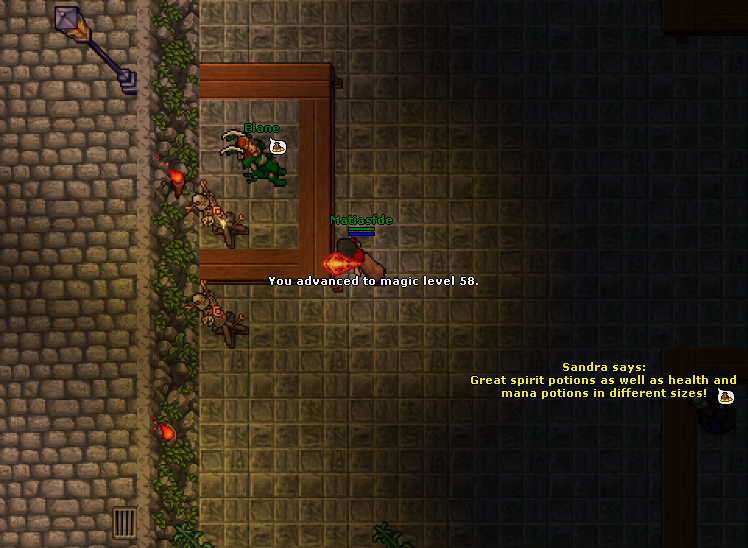 Elane
Matiasfde
You advanced to magic level 58.
Sandra says:
Great spirit potions as well as health and
mana potions in different sizes!